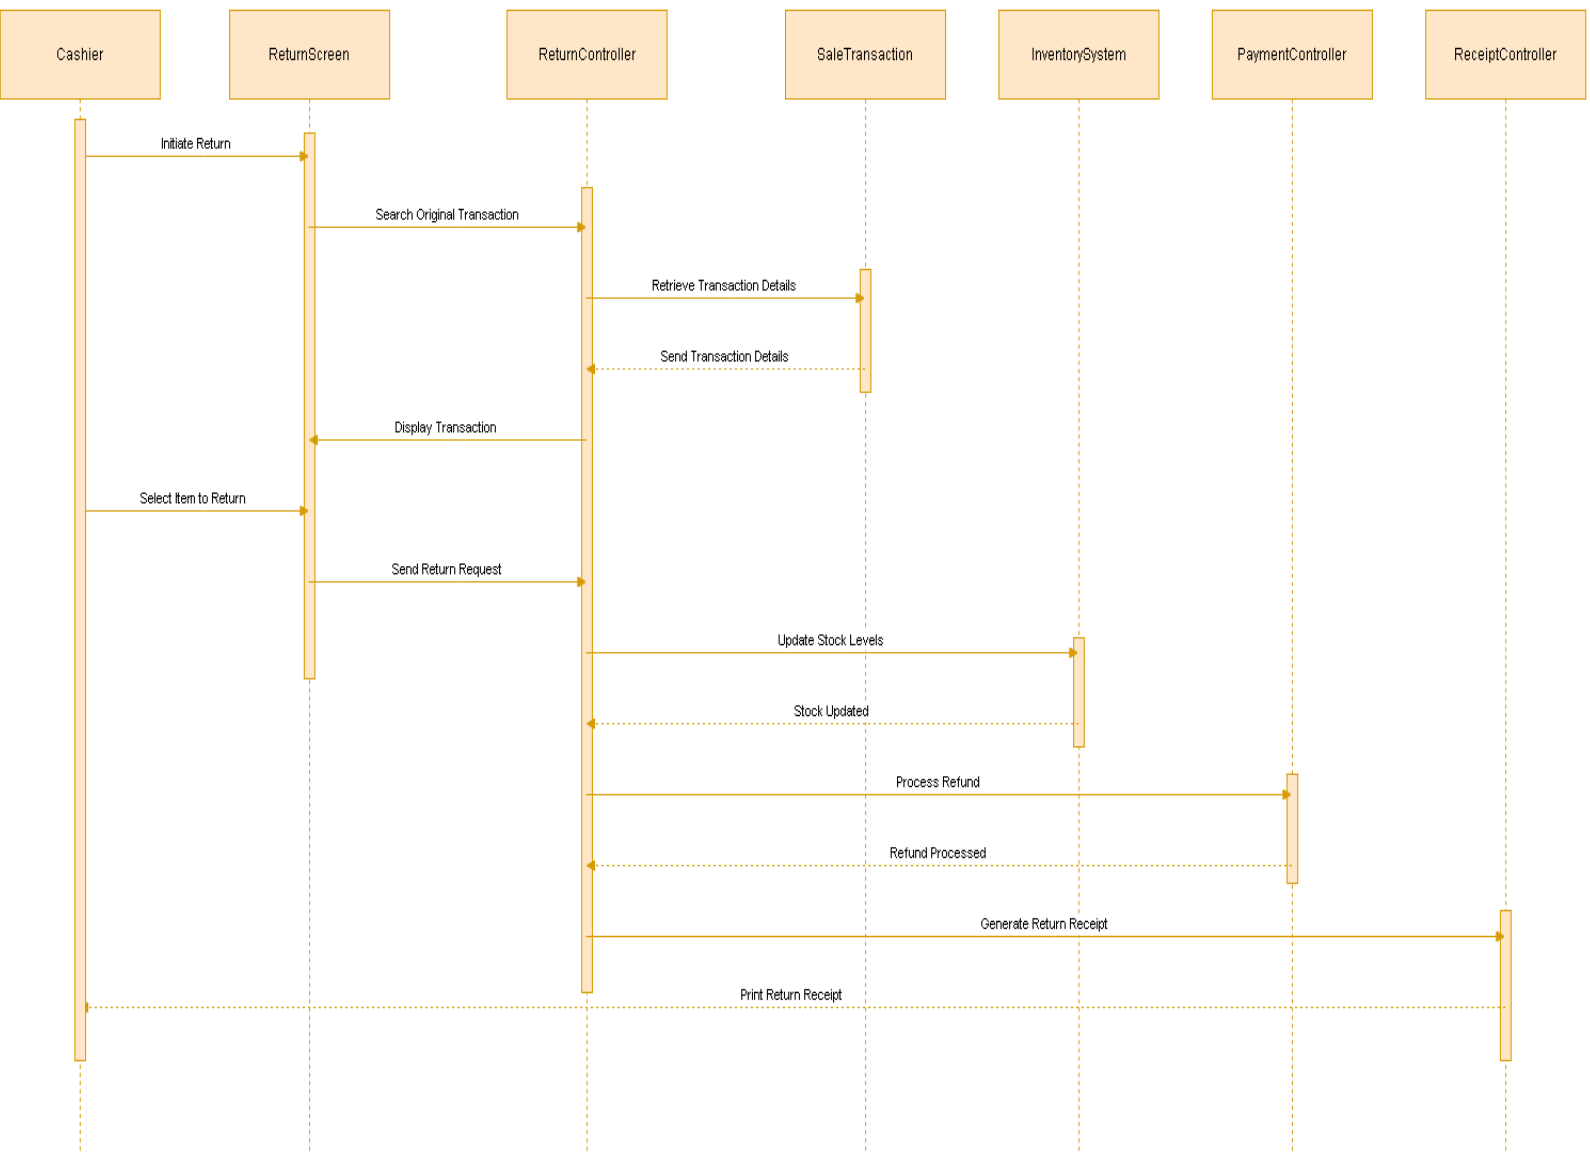 Cashier
ReturnScreen
ReturnController
SaleTransaction
InventorySystem
PaymentController
ReceiptController
Initiate Return
Search Original Transaction
Retrieve Transaction Details
Send Transaction Details
Display Transaction
Select Item to Return
Send Return Request
Update Stock Levels
Stock Updated
Process Refund
Refund Processed
Generate Return Receipt
Print Return Receipt